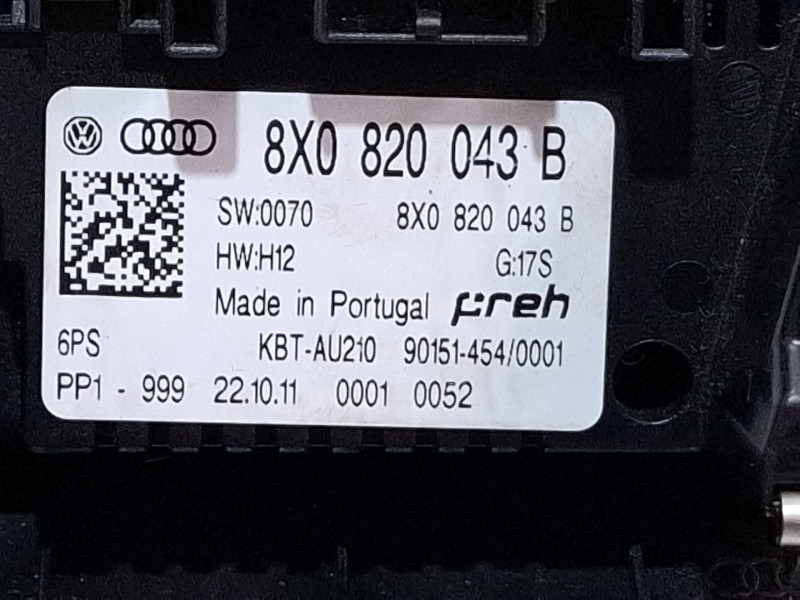 8X0 820 043 B
SW:0070 8X0 820 043 B
HW:H12 G:17S
Made in Portugal preh
6PS KBT-AU210 90151-454/0001
PP1 - 999 22.10.11 0001 0052